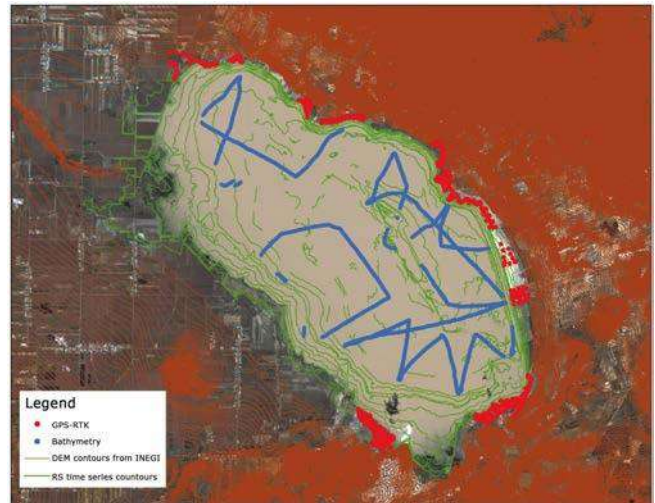 Legend
GPS-RTK
Bathymetry
DEM contours from INEGI
RS time series countours